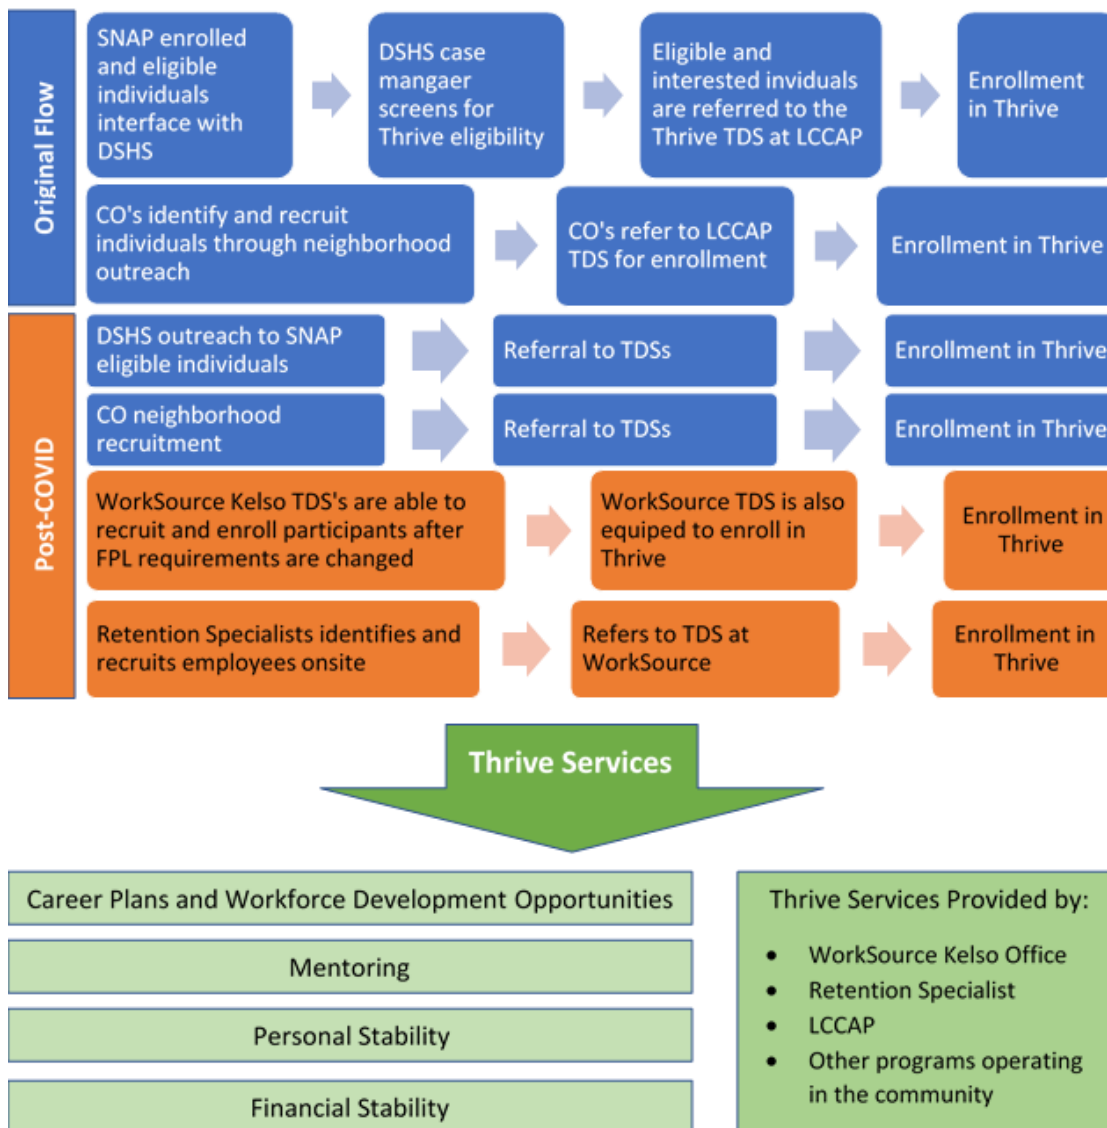 Original Flow
SNAP enrolled
and eligible
individuals
interface with
DSHS
DSHS case
mangaer
screens for
Thrive eligibility
Eligible and
interested inviduals
are referred to the
Thrive TDS at LCCAP
Enrollment
in Thrive
CO's identify and recruit
individuals through neighborhood
outreach
CO's refer to LCCAP
TDS for enrollment
Enrollment in Thrive
Post-COVID
DSHS outreach to SNAP
eligible individuals
Referral to TDSs
Enrollment in Thrive
CO neighborhood
recruitment
Referral to TDSs
Enrollment in Thrive
WorkSource Kelso TDS's are able to
recruit and enroll participants after
FPL requirements are changed
WorkSource TDS is also
equiped to enroll in
Thrive
Enrollment in
Thrive
Retention Specialists identifies and
recruits employees onsite
Refers to TDS at
WorkSource
Enrollment in
Thrive
Thrive Services
Career Plans and Workforce Development Opportunities
Mentoring
Personal Stability
Financial Stability
Thrive Services Provided by:
• WorkSource Kelso Office
• Retention Specialist
• LCCAP
• Other programs operating
in the community